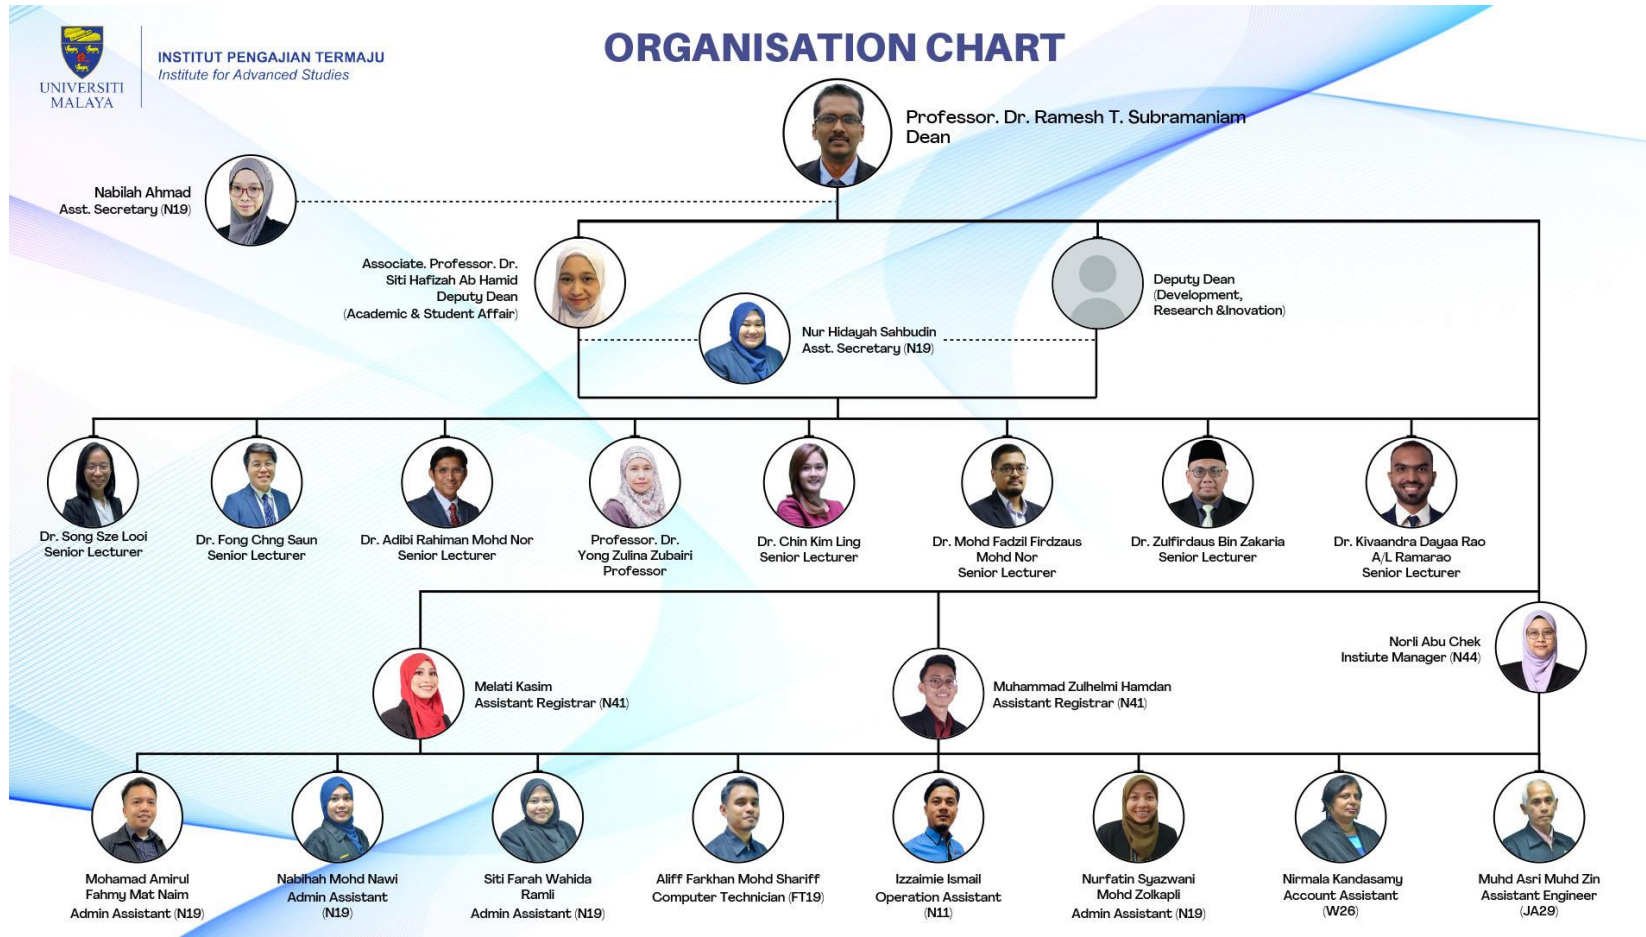 UNIVERSITI
MALAYA
INSTITUT PENGAJIAN TERMAJU
Institute for Advanced Studies
ORGANISATION CHART
Professor. Dr. Ramesh T. Subramaniam
Dean
Nabilah Ahmad
Asst. Secretary (N19)
Associate. Professor. Dr.
Siti Hafizah Ab Hamid
Deputy Dean
(Academic & Student Affair)
Nur Hidayah Sahbudin
Asst. Secretary (N19)
Deputy Dean
(Development,
Research &Inovation)
Dr. Song Sze Looi
Senior Lecturer
Dr. Fong Chng Saun
Senior Lecturer
Dr. Adibi Rahiman Mohd Nor
Senior Lecturer
Professor. Dr.
Yong Zulina Zubairi
Professor
Dr. Chin Kim Ling
Senior Lecturer
Dr. Mohd Fadzil Firdzaus
Mohd Nor
Senior Lecturer
Dr. Zulfirdaus Bin Zakaria
Senior Lecturer
Dr. Kivaandra Dayaa Rao
A/L Ramarao
Senior Lecturer
Norli Abu Chek
Instiute Manager (N44)
Melati Kasim
Assistant Registrar (N41)
Muhammad Zulhelmi Hamdan
Assistant Registrar (N41)
Mohamad Amirul
Fahmy Mat Naim
Admin Assistant (N19)
Nabihah Mohd Nawi
Admin Assistant
(N19)
Siti Farah Wahida
Ramli
Admin Assistant (N19)
Aliff Farkhan Mohd Shariff
Computer Technician (FT19)
Izzaimie Ismail
Operation Assistant
(N11)
Nurfatin Syazwani
Mohd Zolkapli
Admin Assistant (N19)
Nirmala Kandasamy
Account Assistant
(W26)
Muhd Asri Muhd Zin
Assistant Engineer
(JA29)